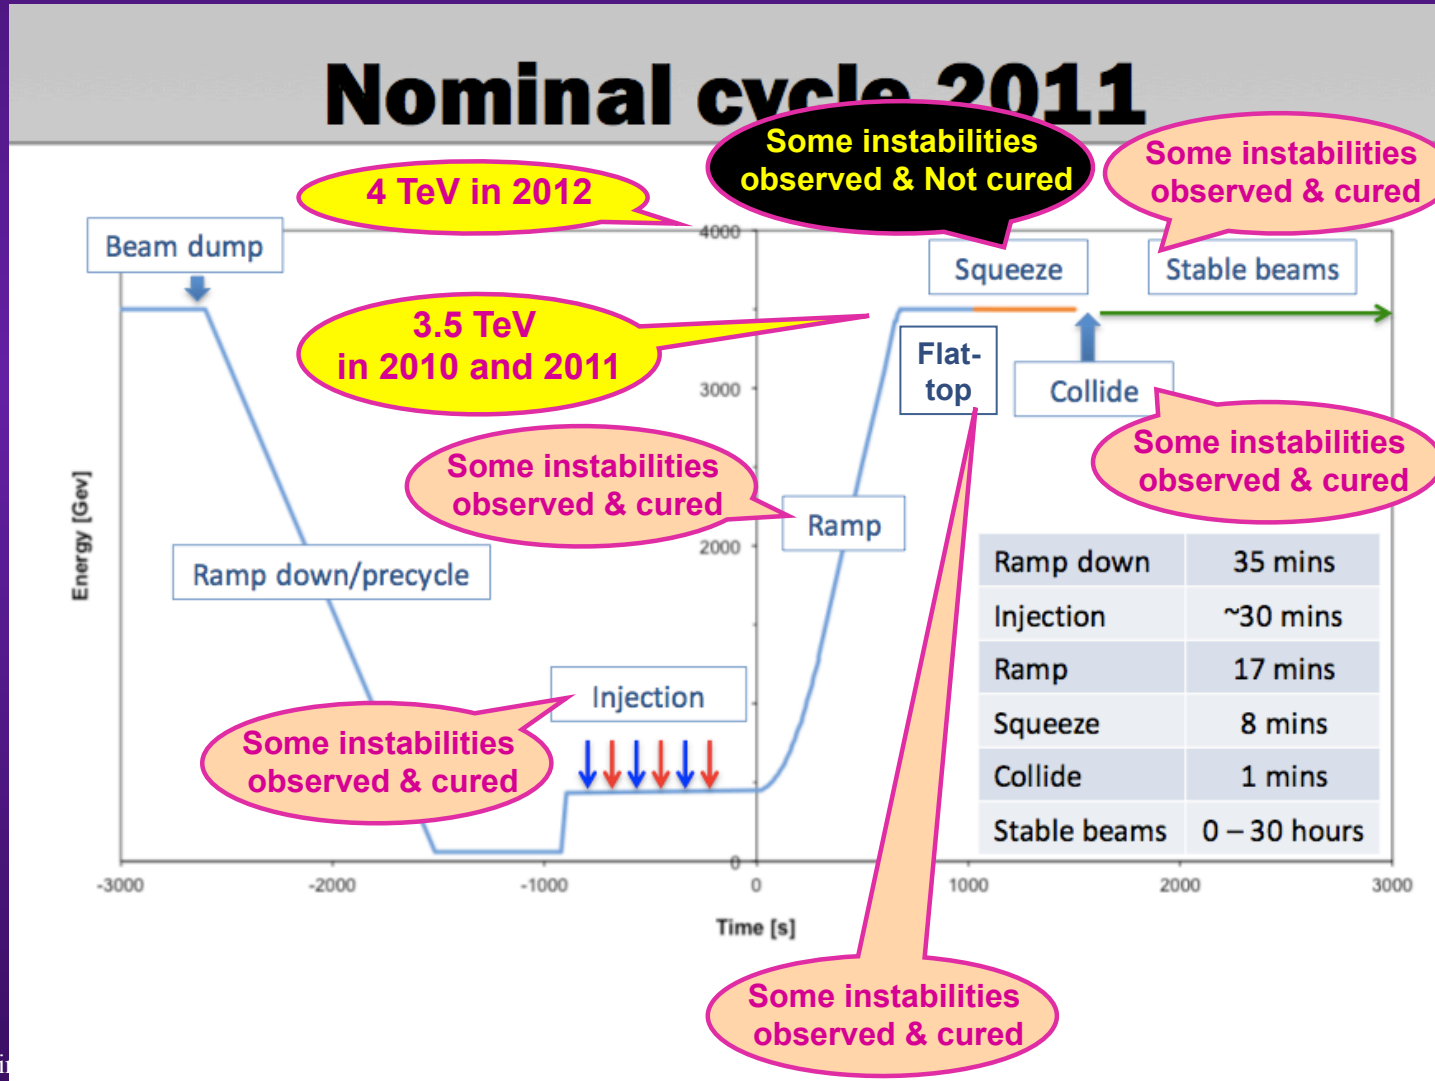 Nominal cycle 2011
Some instabilities
observed & Not cured
Some instabilities
observed & cured
4 TeV in 2012
Beam dump
4000
Squeeze
Stable beams
3.5 TeV
in 2010 and 2011
Flat-
top
3000
Collide
Some instabilities
observed & cured
Some instabilities
observed & cured
Energy [Gev]
Ramp
2000
Ramp down/precycle
Ramp down 35 mins
Injection ~30 mins
Ramp 17 mins
Squeeze 8 mins
Collide 1 mins
Stable beams 0 – 30 hours
Injection
Some instabilities
observed & cured
0
-3000 -2000 -1000 0 1000 2000 3000
Time [s]
Some instabilities
observed & cured